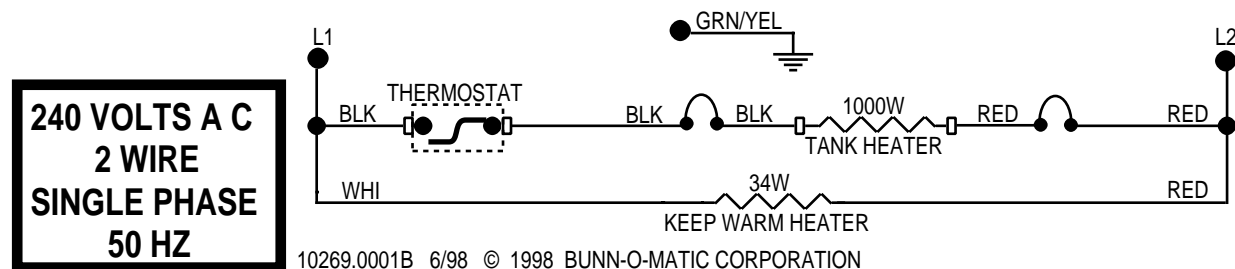 GRN/YEL
L1
L2
240 VOLTS A C
2 WIRE
SINGLE PHASE
50 HZ
THERMOSTAT
BLK
BLK
BLK
1000W
TANK HEATER
RED
RED
WHI
34W
KEEP WARM HEATER
RED
10269.0001B 6/98 © 1998 BUNN-O-MATIC CORPORATION